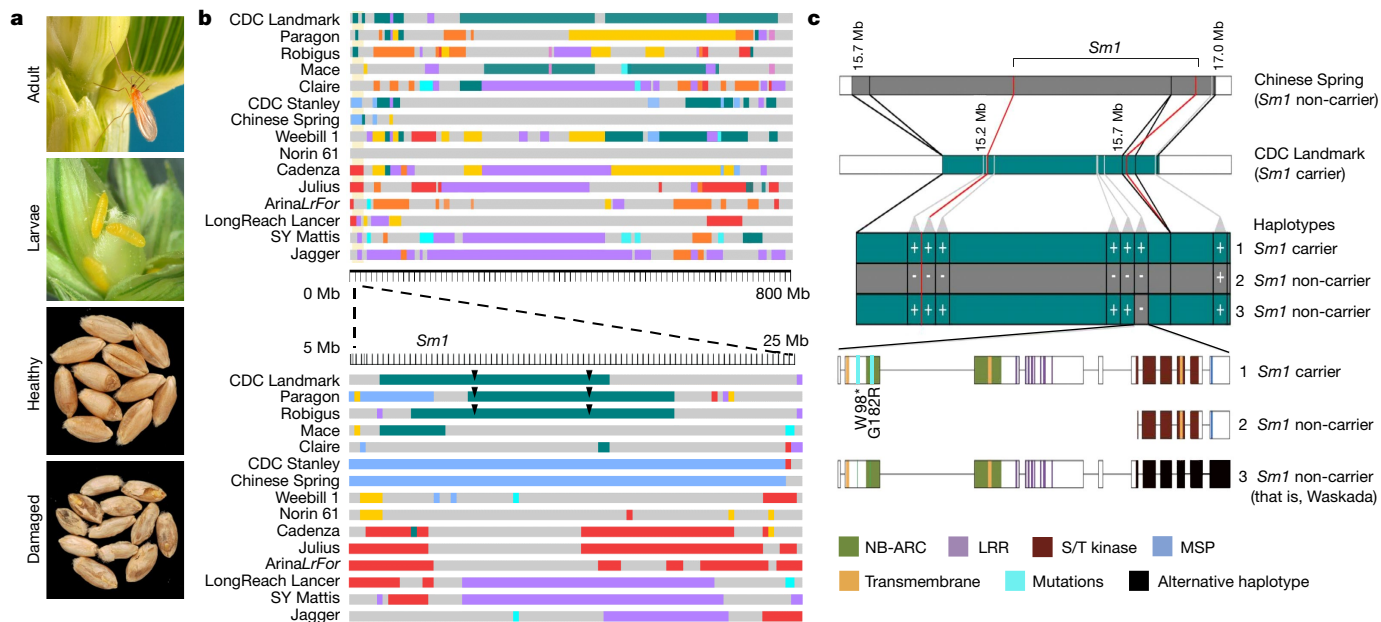 a
Adult
Larvae
Healthy
Damaged
b
CDC Landmark
Paragon
Robigus
Mace
Claire
CDC Stanley
Chinese Spring
Weebill 1
Norin 61
Cadenza
Julius
ArinaLrFor
LongReach Lancer
SY Mattis
Jagger
0 Mb
800 Mb
5 Mb
Sm1
25 Mb
CDC Landmark
Paragon
Robigus
Mace
Claire
CDC Stanley
Chinese Spring
Weebill 1
Norin 61
Cadenza
Julius
ArinaLrFor
LongReach Lancer
SY Mattis
Jagger
c
15.7 Mb
Sm1
17.0 Mb
Chinese Spring
(Sm1 non-carrier)
15.2 Mb
15.7 Mb
CDC Landmark
(Sm1 carrier)
Haplotypes
+ + + + + + +
1 Sm1 carrier
- - - - - - +
2 Sm1 non-carrier
+ + + + + - +
3 Sm1 non-carrier
1 Sm1 carrier
W98*
G182R
2 Sm1 non-carrier
3 Sm1 non-carrier
(that is, Waskada)
NB-ARC
LRR
S/T kinase
MSP
Transmembrane
Mutations
Alternative haplotype